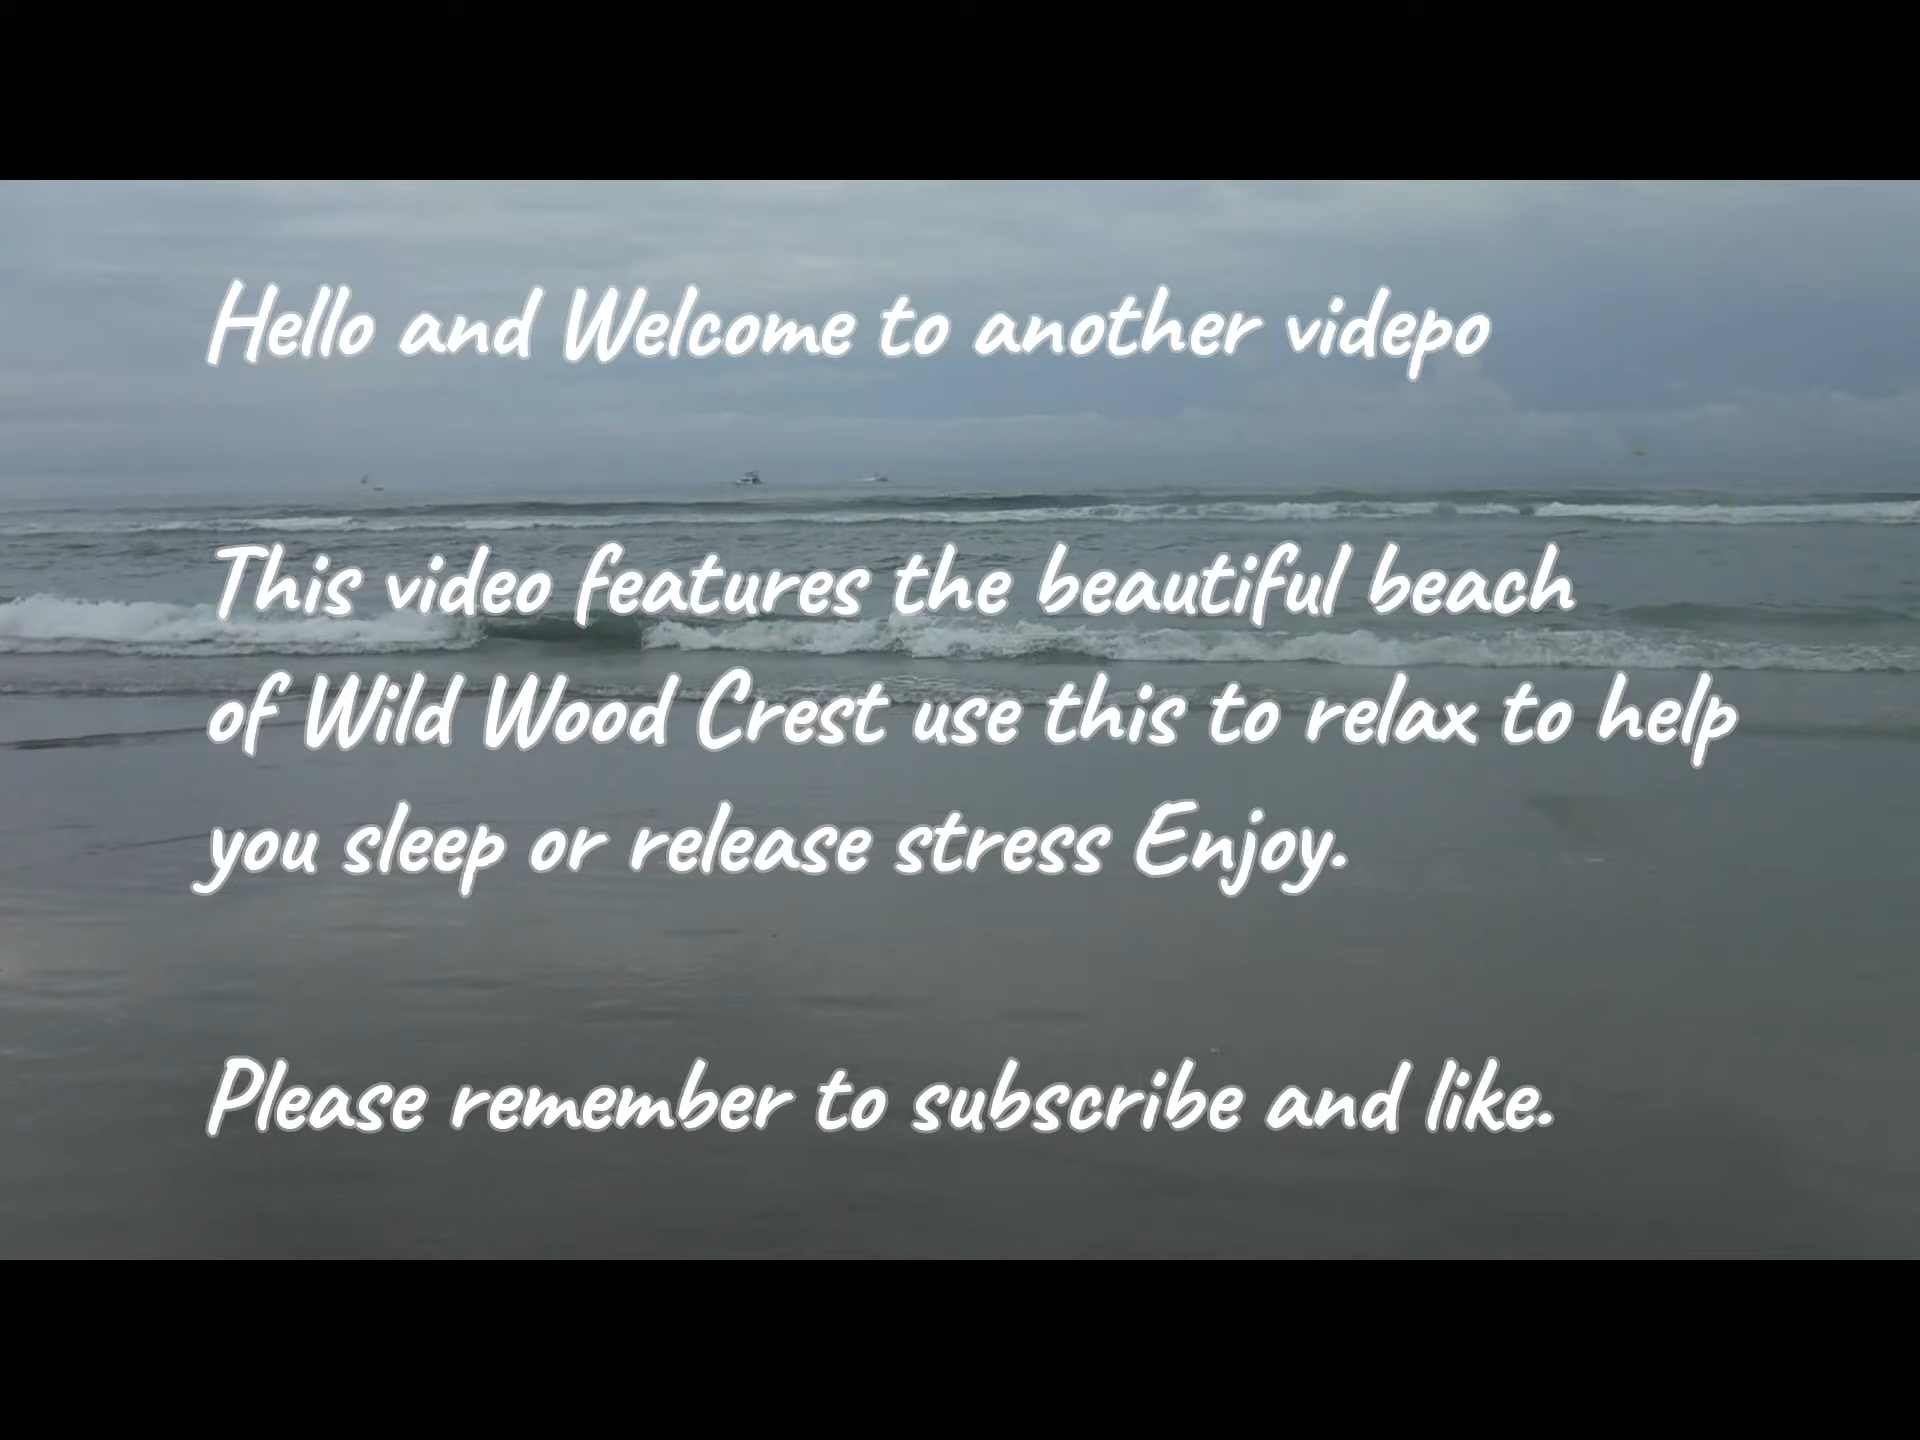 Hello and Welcome to another videpo
This video features the beautiful beach
of Wild Wood Crest use this to relax to help
you sleep or release stress Enjoy.
Please remember to subscribe and like.